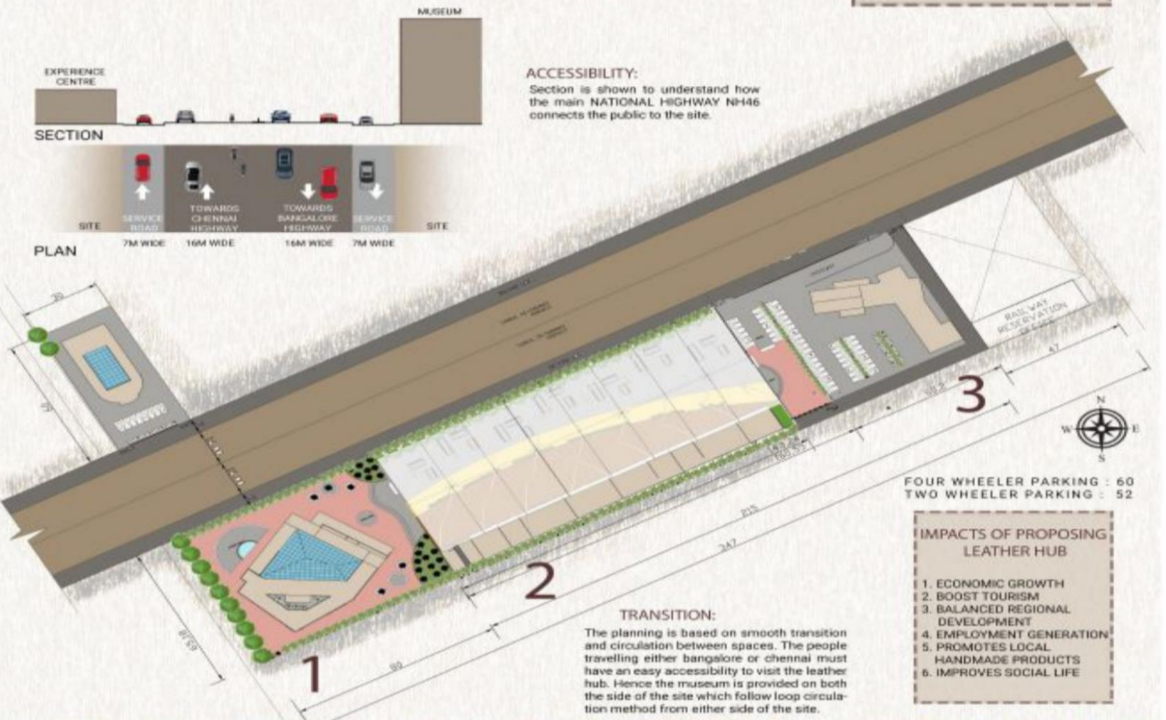 MUSEUM
EXPERIENCE
CENTRE
SECTION
ACCESSIBILITY:
Section is shown to understand how
the main NATIONAL HIGHWAY NH46
connects the public to the site.
SITE
SERVICE
ROAD
TOWARDS
CHENNAI
HIGHWAY
TOWARDS
BANGALORE
HIGHWAY
SERVICE
ROAD
SITE
7M WIDE
16M WIDE
16M WIDE
7M WIDE
PLAN
RAILWAY
RESERVATION
OFFICE
47
3
N
W E
S
FOUR WHEELER PARKING : 60
TWO WHEELER PARKING : 52
213
247
2
80
1
IMPACTS OF PROPOSING
LEATHER HUB
1. ECONOMIC GROWTH
2. BOOST TOURISM
3. BALANCED REGIONAL
DEVELOPMENT
4. EMPLOYMENT GENERATION
5. PROMOTES LOCAL
HANDMADE PRODUCTS
6. IMPROVES SOCIAL LIFE
TRANSITION:
The planning is based on smooth transition
and circulation between spaces. The people
travelling either bangalore or chennai must
have an easy accessibility to visit the leather
hub. Hence the museum is provided on both
the side of the site which follow loop circula-
tion method from either side of the site.